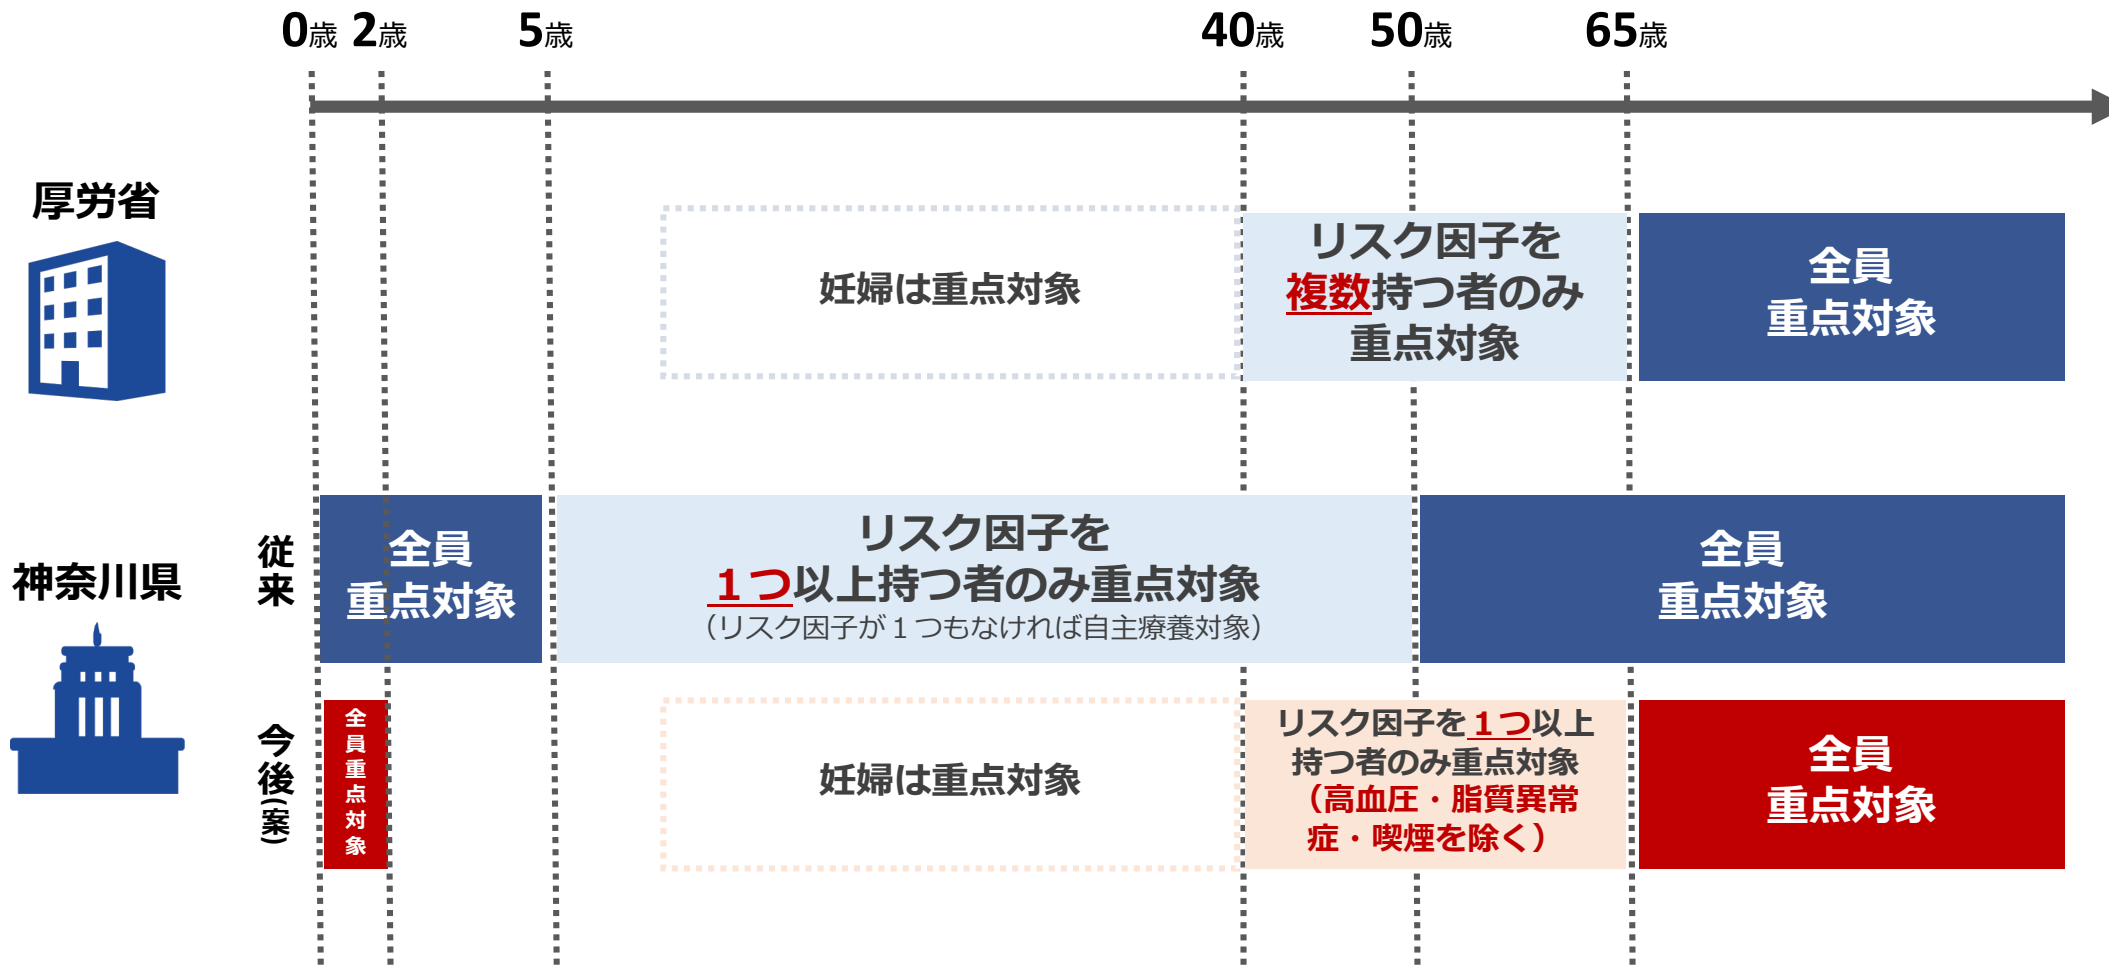 0歳 2歳 5歳 40歳 50歳 65歳
厚労省
妊婦は重点対象
リスク因子を
複数持つ者のみ
重点対象
全員
重点対象
神奈川県
従来
全員
重点対象
リスク因子を
１つ以上持つ者のみ重点対象
（リスク因子が１つもなければ自主療養対象）
全員
重点対象
今後(案)
全員重点対象
妊婦は重点対象
リスク因子を１つ以上
持つ者のみ重点対象
（高血圧・脂質異常
症・喫煙を除く）
全員
重点対象